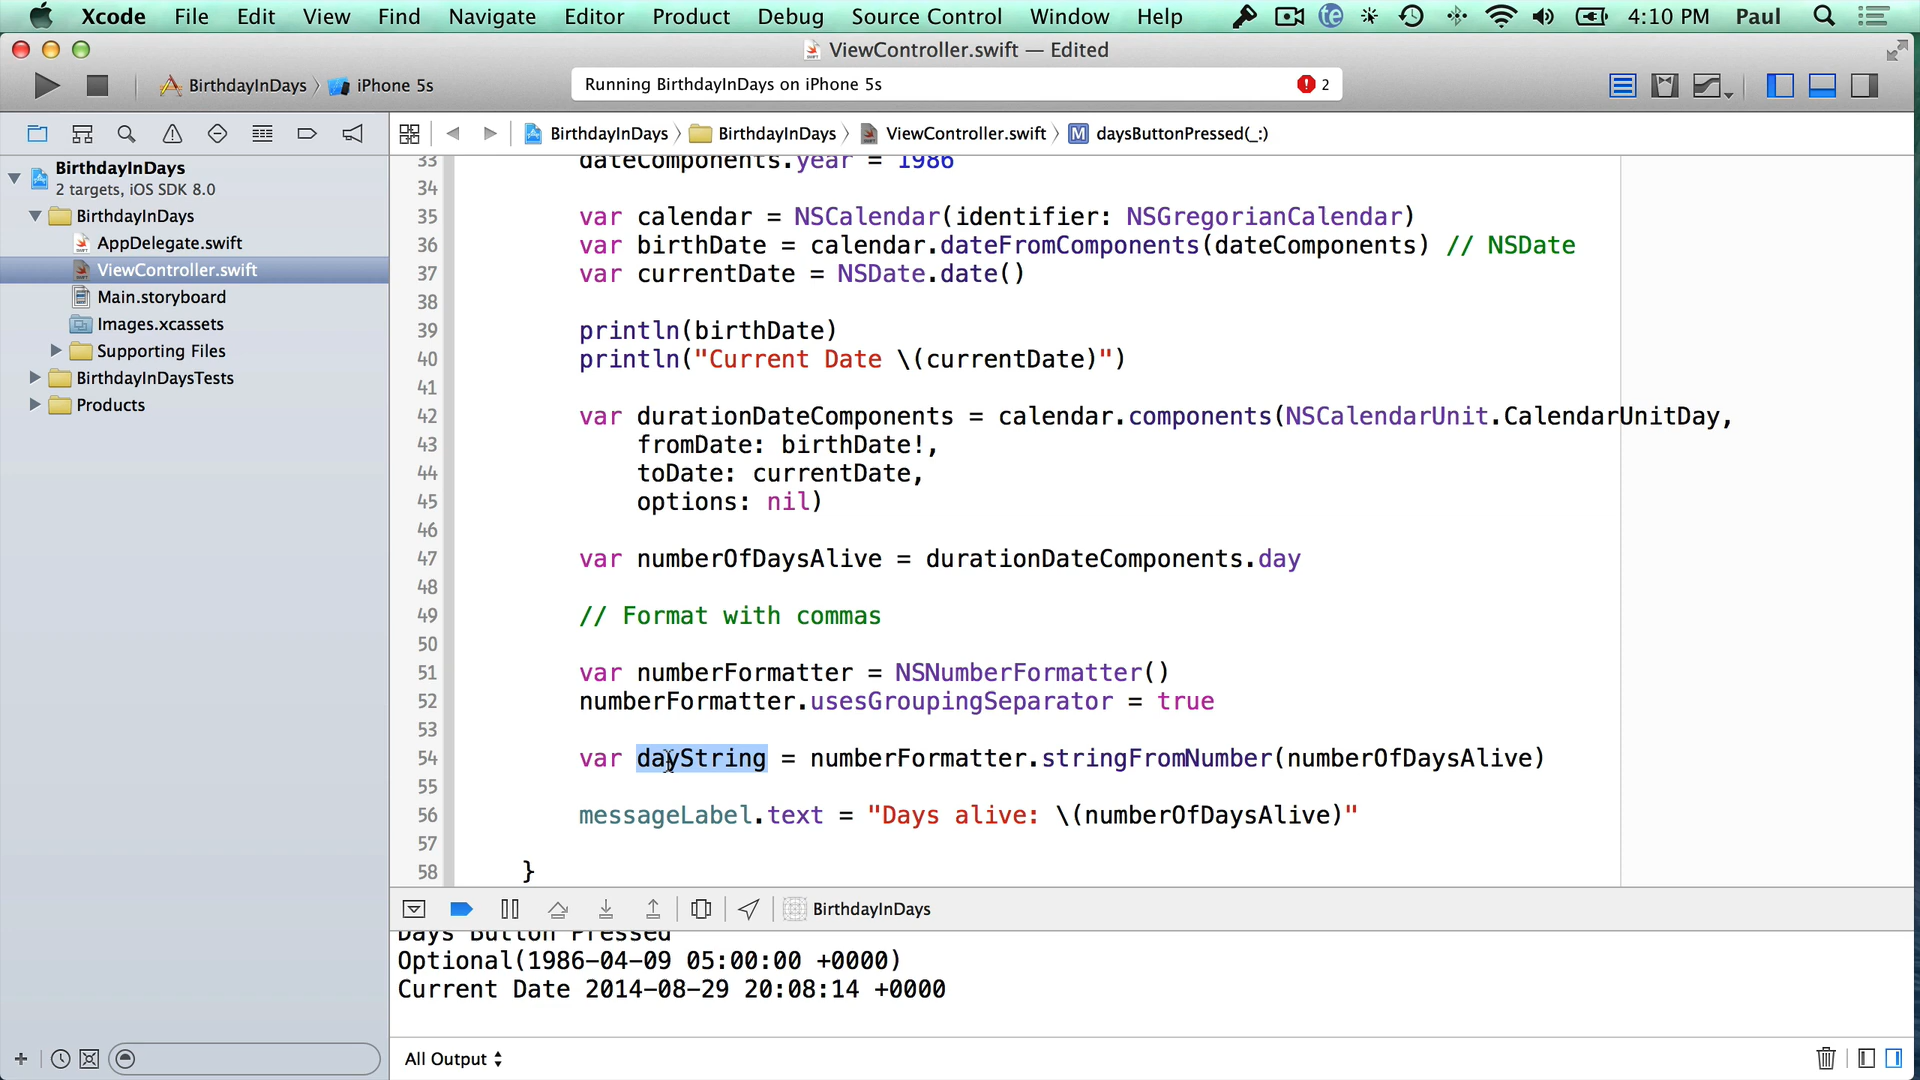 Xcode File Edit View Find Navigate Editor Product Debug Source Control Window Help te 4:10 PM Paul
ViewController.swift — Edited
BirthdayInDays iPhone 5s
Running BirthdayInDays on iPhone 5s 2
BirthdayInDays BirthdayInDays ViewController.swift M daysButtonPressed(_:)
BirthdayInDays
2 targets, iOS SDK 8.0
BirthdayInDays
AppDelegate.swift
ViewController.swift
Main.storyboard
Images.xcassets
Supporting Files
BirthdayInDaysTests
Products
33 dateComponents.year = 1986
34
35 var calendar = NSCalendar(identifier: NSGregorianCalendar)
36 var birthDate = calendar.dateFromComponents(dateComponents) // NSDate
37 var currentDate = NSDate.date()
38
39 println(birthDate)
40 println("Current Date \(currentDate)")
41
42 var durationDateComponents = calendar.components(NSCalendarUnit.CalendarUnitDay,
43 fromDate: birthDate!,
44 toDate: currentDate,
45 options: nil)
46
47 var numberOfDaysAlive = durationDateComponents.day
48
49 // Format with commas
50
51 var numberFormatter = NSNumberFormatter()
52 numberFormatter.usesGroupingSeparator = true
53
54 var dayString = numberFormatter.stringFromNumber(numberOfDaysAlive)
55
56 messageLabel.text = "Days alive: \(numberOfDaysAlive)"
57
58 }
BirthdayInDays
Days Button Pressed
Optional(1986-04-09 05:00:00 +0000)
Current Date 2014-08-29 20:08:14 +0000
All Output